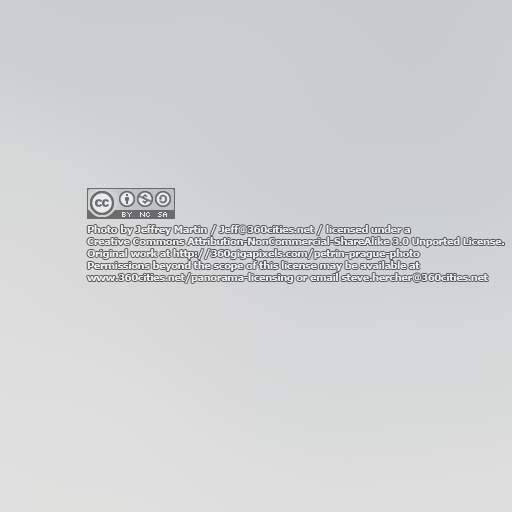 cc
BY NC SA
Photo by Jeffrey Martin / Jeff@360cities.net / licensed under a
Creative Commons Attribution-NonCommercial-ShareAlike 3.0 Unported License.
Original work at http://360gigapixels.com/petrin-prague-photo
Permissions beyond the scope of this license may be available at
www.360cities.net/panorama-licensing or email steve.hercher@360cities.net